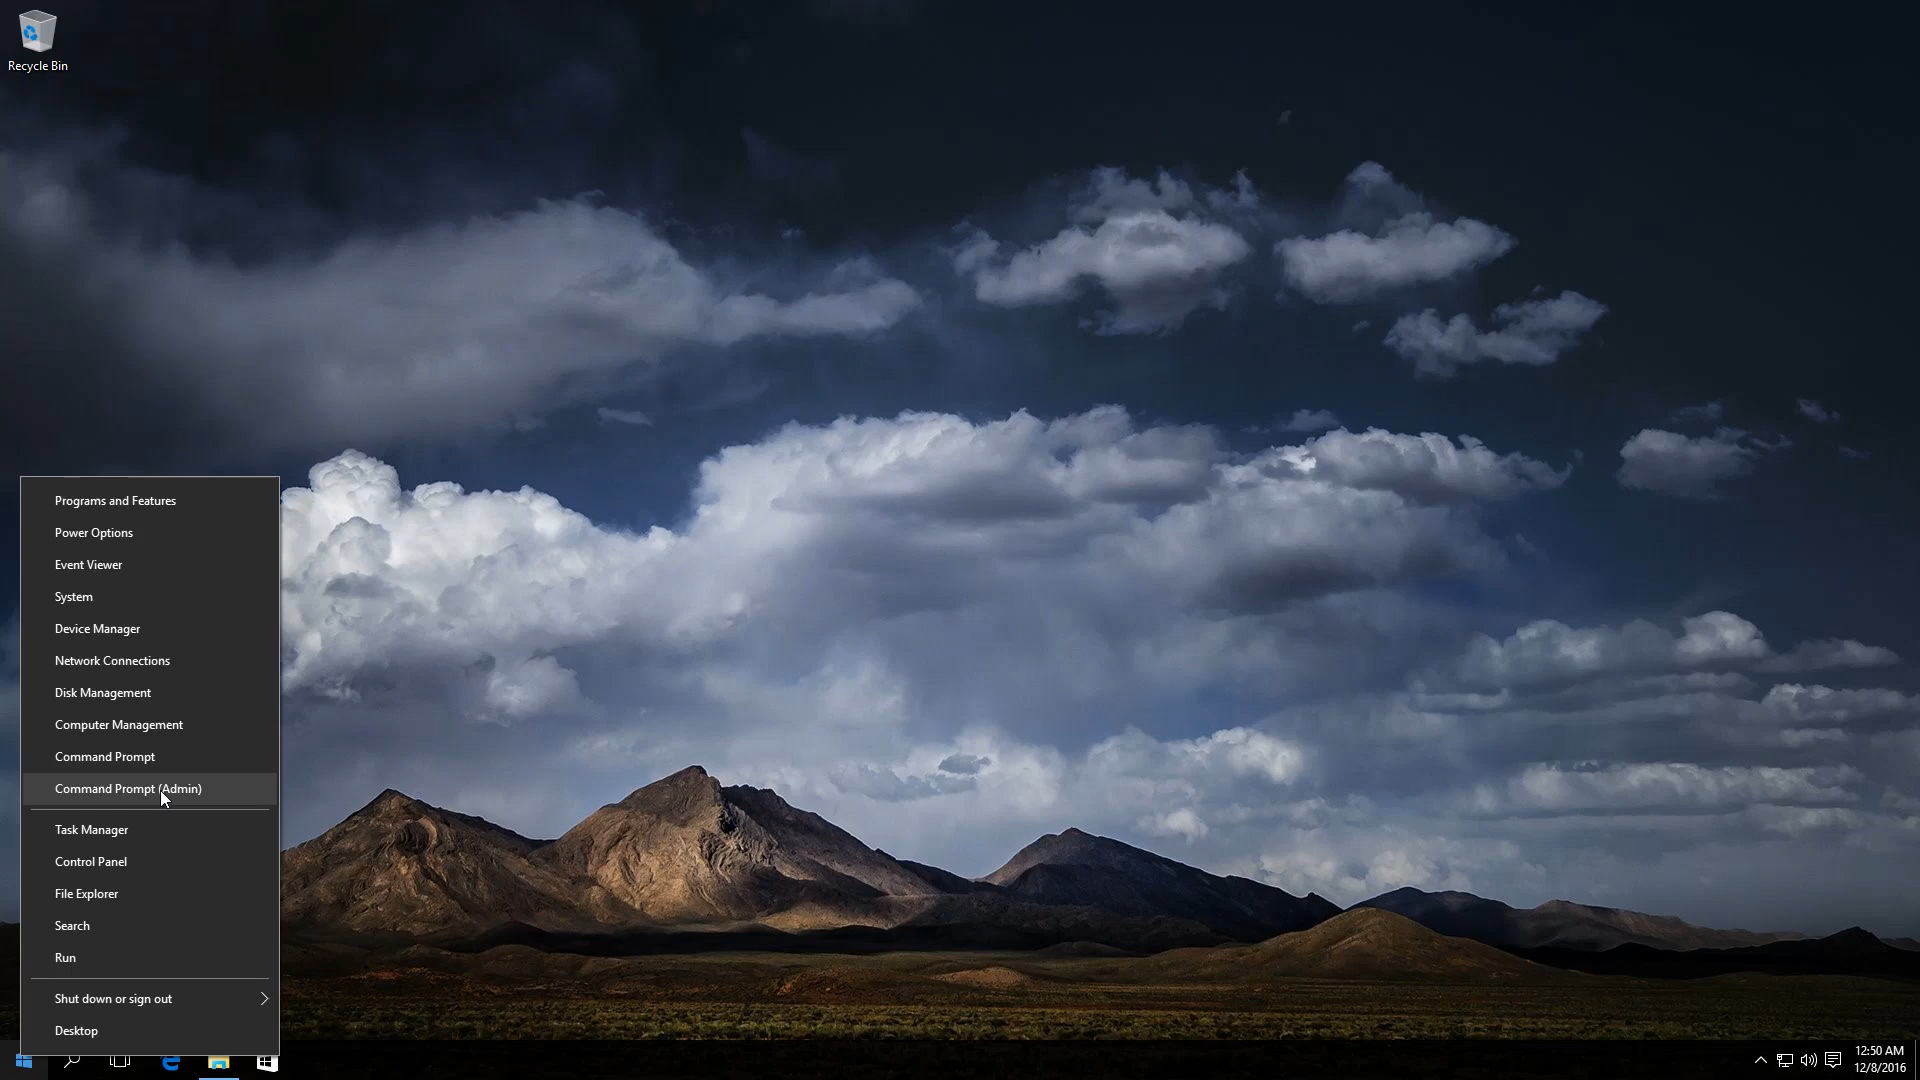 Recycle Bin
Programs and Features
Power Options
Event Viewer
System
Device Manager
Network Connections
Disk Management
Computer Management
Command Prompt
Command Prompt (Admin)
Task Manager
Control Panel
File Explorer
Search
Run
Shut down or sign out
Desktop
12:50 AM
12/8/2016